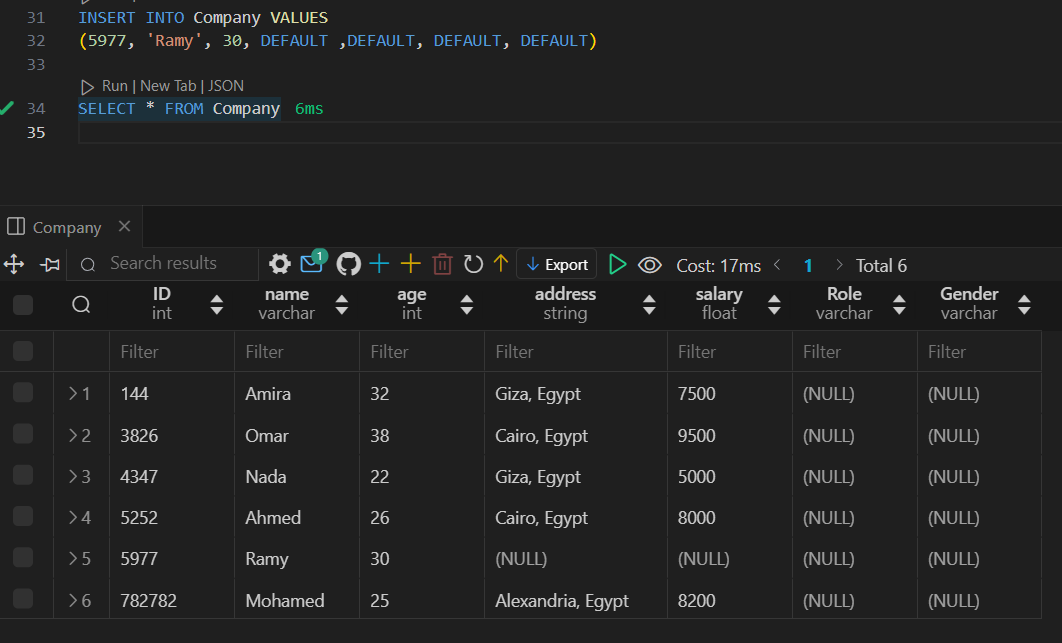 31 INSERT INTO Company VALUES
32 (5977, 'Ramy', 30, DEFAULT ,DEFAULT, DEFAULT, DEFAULT)
33
Run | New Tab | JSON
34 SELECT * FROM Company 6ms
35
Company
Search results 1 Export Cost: 17ms 1 Total 6
ID name age address salary Role Gender
int varchar int string float varchar varchar
Filter Filter Filter Filter Filter Filter Filter
1 144 Amira 32 Giza, Egypt 7500 (NULL) (NULL)
2 3826 Omar 38 Cairo, Egypt 9500 (NULL) (NULL)
3 4347 Nada 22 Giza, Egypt 5000 (NULL) (NULL)
4 5252 Ahmed 26 Cairo, Egypt 8000 (NULL) (NULL)
5 5977 Ramy 30 (NULL) (NULL) (NULL) (NULL)
6 782782 Mohamed 25 Alexandria, Egypt 8200 (NULL) (NULL)